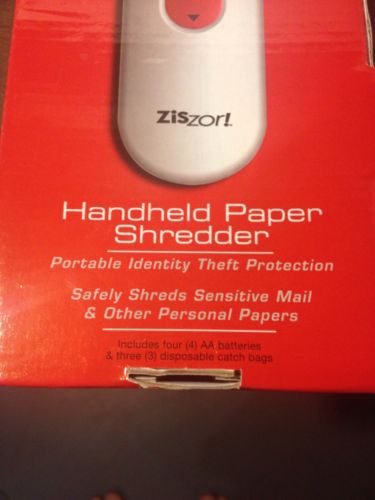 Ziszor!
Handheld Paper
Shredder
Portable Identity Theft Protection
Safely Shreds Sensitive Mail
& Other Personal Papers
Includes four (4) AA batteries
& three (3) disposable catch bags